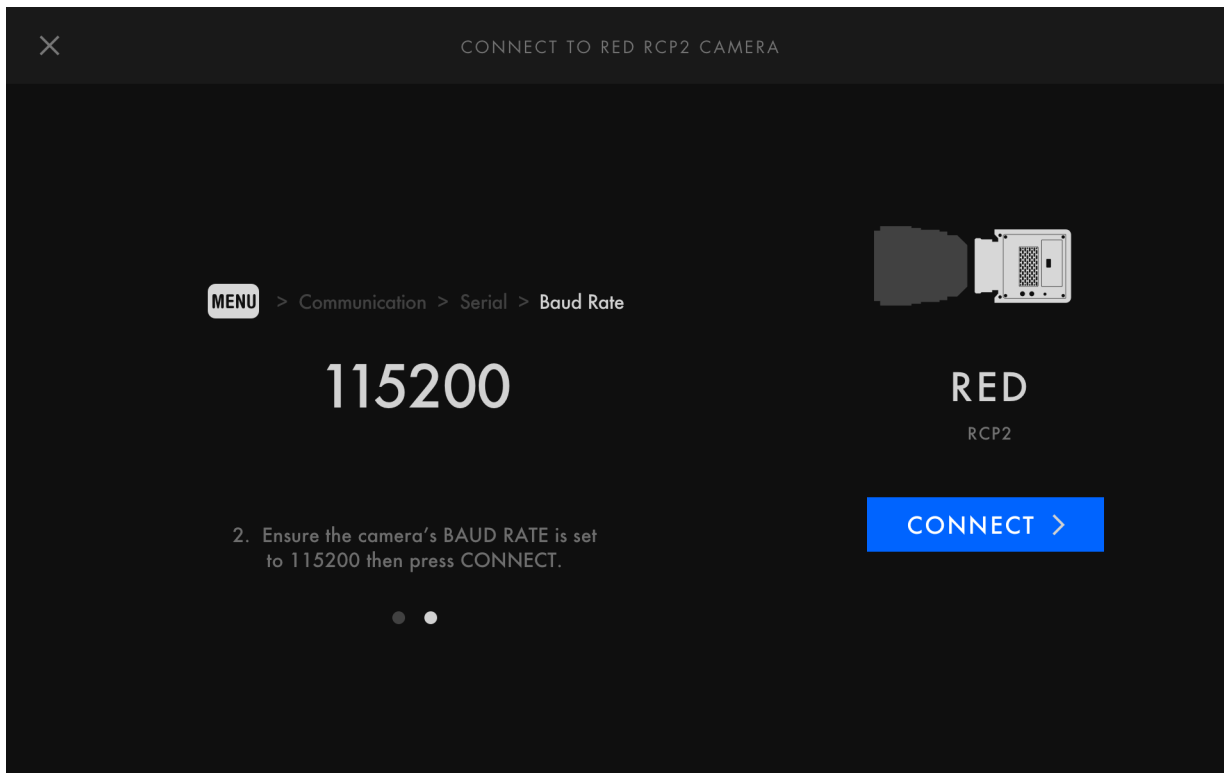 CONNECT TO RED RCP2 CAMERA
MENU > Communication > Serial > Baud Rate
115200
2. Ensure the camera's BAUD RATE is set
to 115200 then press CONNECT.
RED
RCP2
CONNECT >